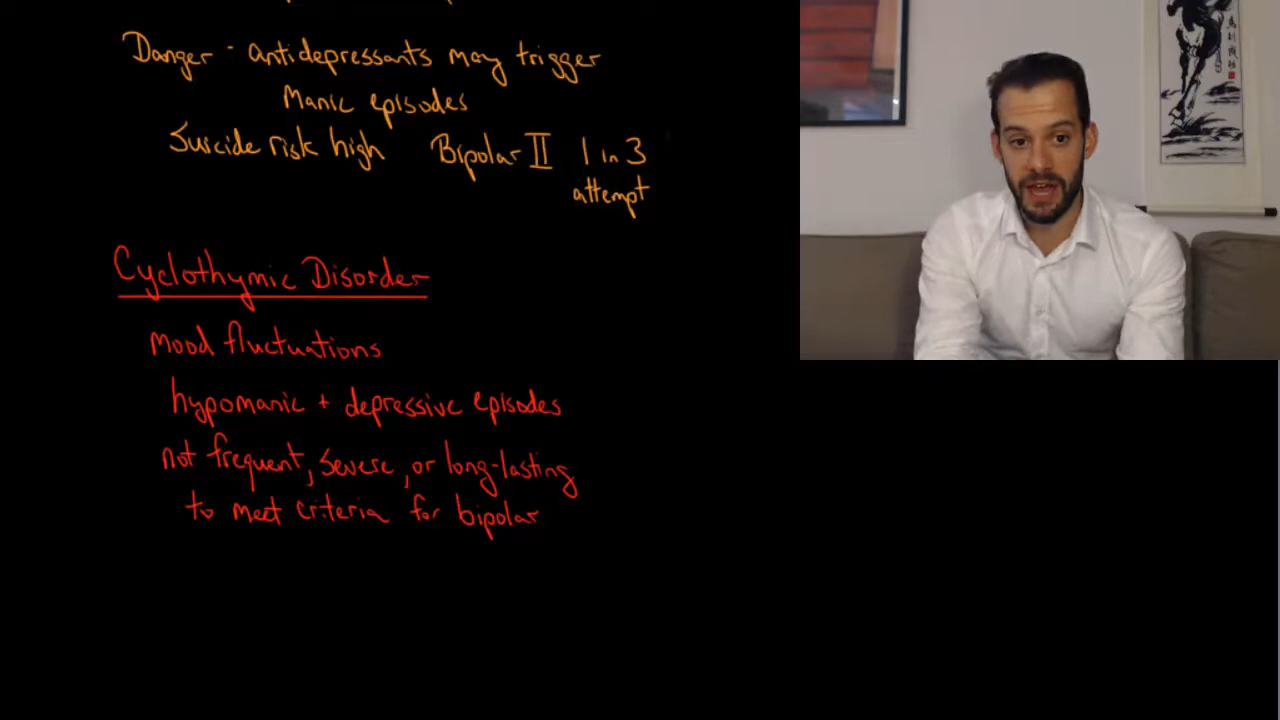 Danger - antidepressants may trigger
Manic episodes
Suicide risk high Bipolar II 1 in 3
attempt
Cyclothymic Disorder
Mood fluctuations
hypomanic + depressive episodes
not frequent, severe, or long-lasting
to meet criteria for bipolar